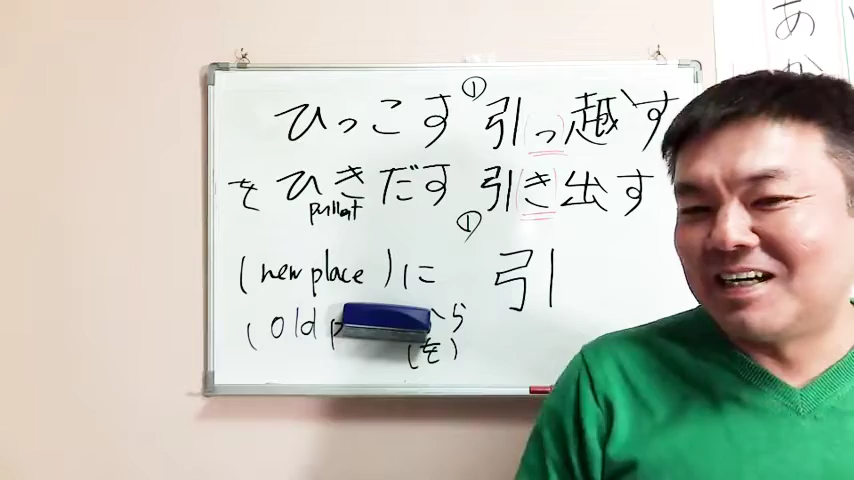 ひっこす ① 引(っ)越す
を ひきだす 引(き)出す
pull out ①
(new place)に 引
(old p ら
(を)
あ
か